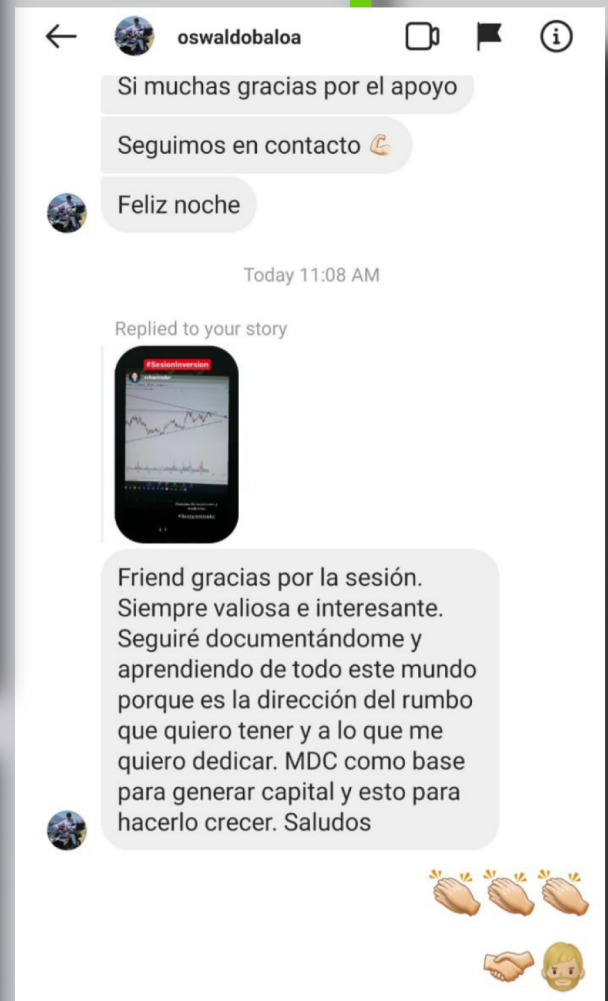 oswaldobaloa
Si muchas gracias por el apoyo
Seguimos en contacto 💪🏻
Feliz noche
Today 11:08 AM
Replied to your story
#SesionInversion
Friend gracias por la sesión.
Siempre valiosa e interesante.
Seguiré documentándome y
aprendiendo de todo este mundo
porque es la dirección del rumbo
que quiero tener y a lo que me
quiero dedicar. MDC como base
para generar capital y esto para
hacerlo crecer. Saludos